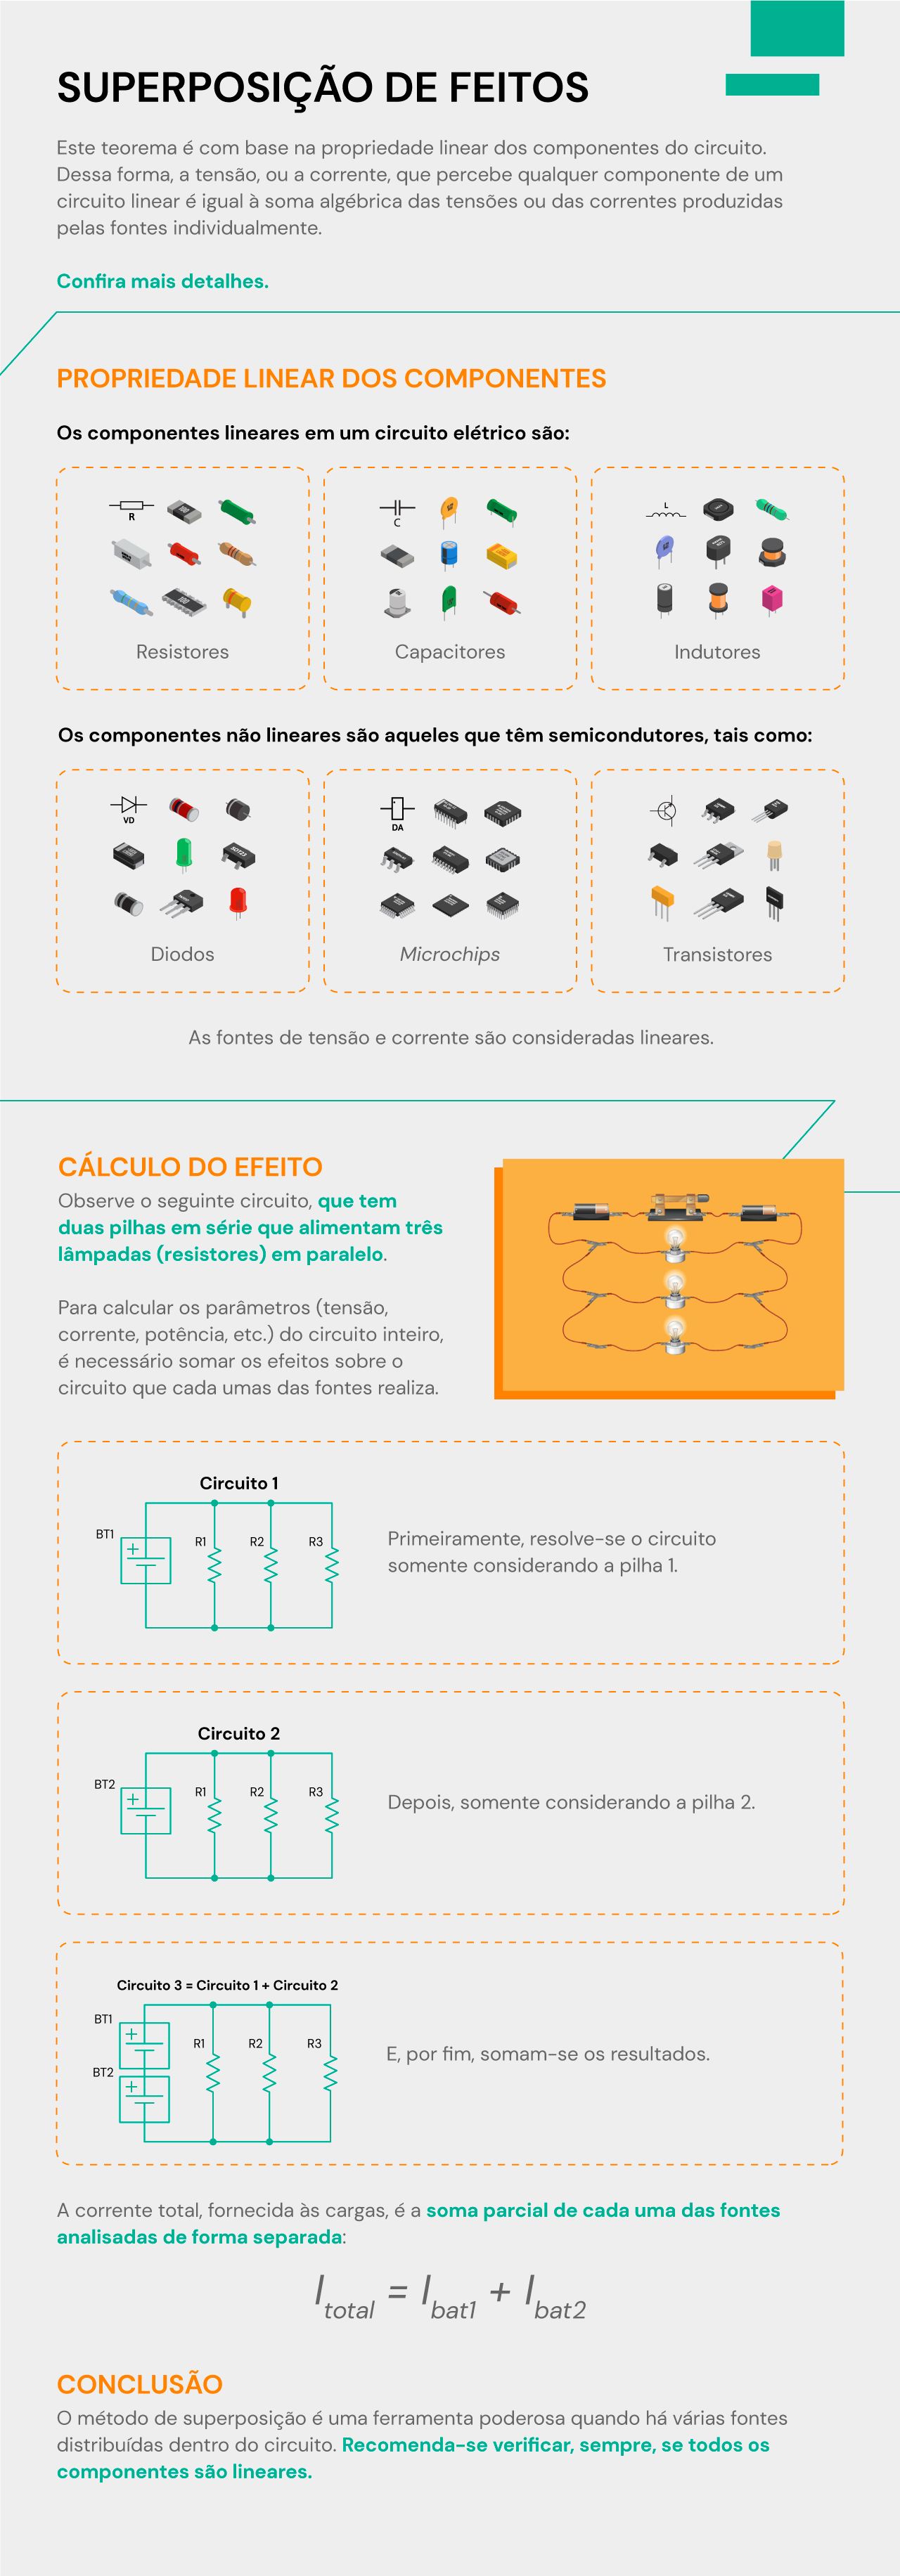 SUPERPOSIÇÃO DE FEITOS
Este teorema é com base na propriedade linear dos componentes do circuito.
Dessa forma, a tensão, ou a corrente, que percebe qualquer componente de um
circuito linear é igual à soma algébrica das tensões ou das correntes produzidas
pelas fontes individualmente.
Confira mais detalhes.
PROPRIEDADE LINEAR DOS COMPONENTES
Os componentes lineares em um circuito elétrico são:
R
C
L
Resistores
Capacitores
Indutores
Os componentes não lineares são aqueles que têm semicondutores, tais como:
VD
DA
Diodos
Microchips
Transistores
As fontes de tensão e corrente são consideradas lineares.
CÁLCULO DO EFEITO
Observe o seguinte circuito, que tem
duas pilhas em série que alimentam três
lâmpadas (resistores) em paralelo.
Para calcular os parâmetros (tensão,
corrente, potência, etc.) do circuito inteiro,
é necessário somar os efeitos sobre o
circuito que cada umas das fontes realiza.
Circuito 1
BT1
R1
R2
R3
Primeiramente, resolve-se o circuito
somente considerando a pilha 1.
Circuito 2
BT2
R1
R2
R3
Depois, somente considerando a pilha 2.
Circuito 3 = Circuito 1 + Circuito 2
BT1
BT2
R1
R2
R3
E, por fim, somam-se os resultados.
A corrente total, fornecida às cargas, é a soma parcial de cada uma das fontes
analisadas de forma separada:
I total = I bat1 + I bat2
CONCLUSÃO
O método de superposição é uma ferramenta poderosa quando há várias fontes
distribuídas dentro do circuito. Recomenda-se verificar, sempre, se todos os
componentes são lineares.